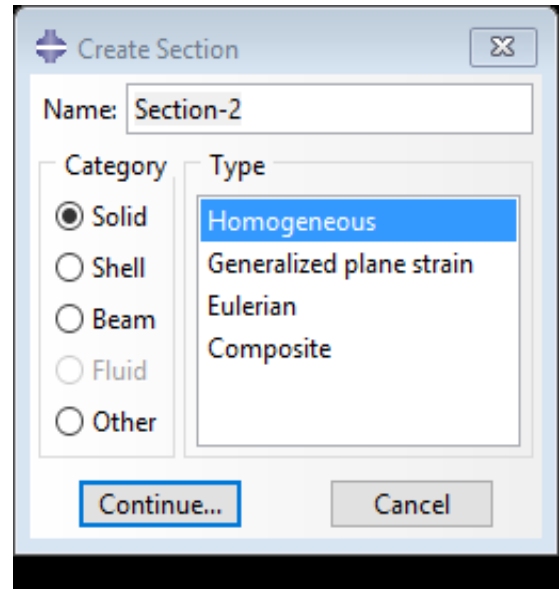 Create Section
Name: Section-2
Category
Solid
Shell
Beam
Fluid
Other
Type
Homogeneous
Generalized plane strain
Eulerian
Composite
Continue...
Cancel